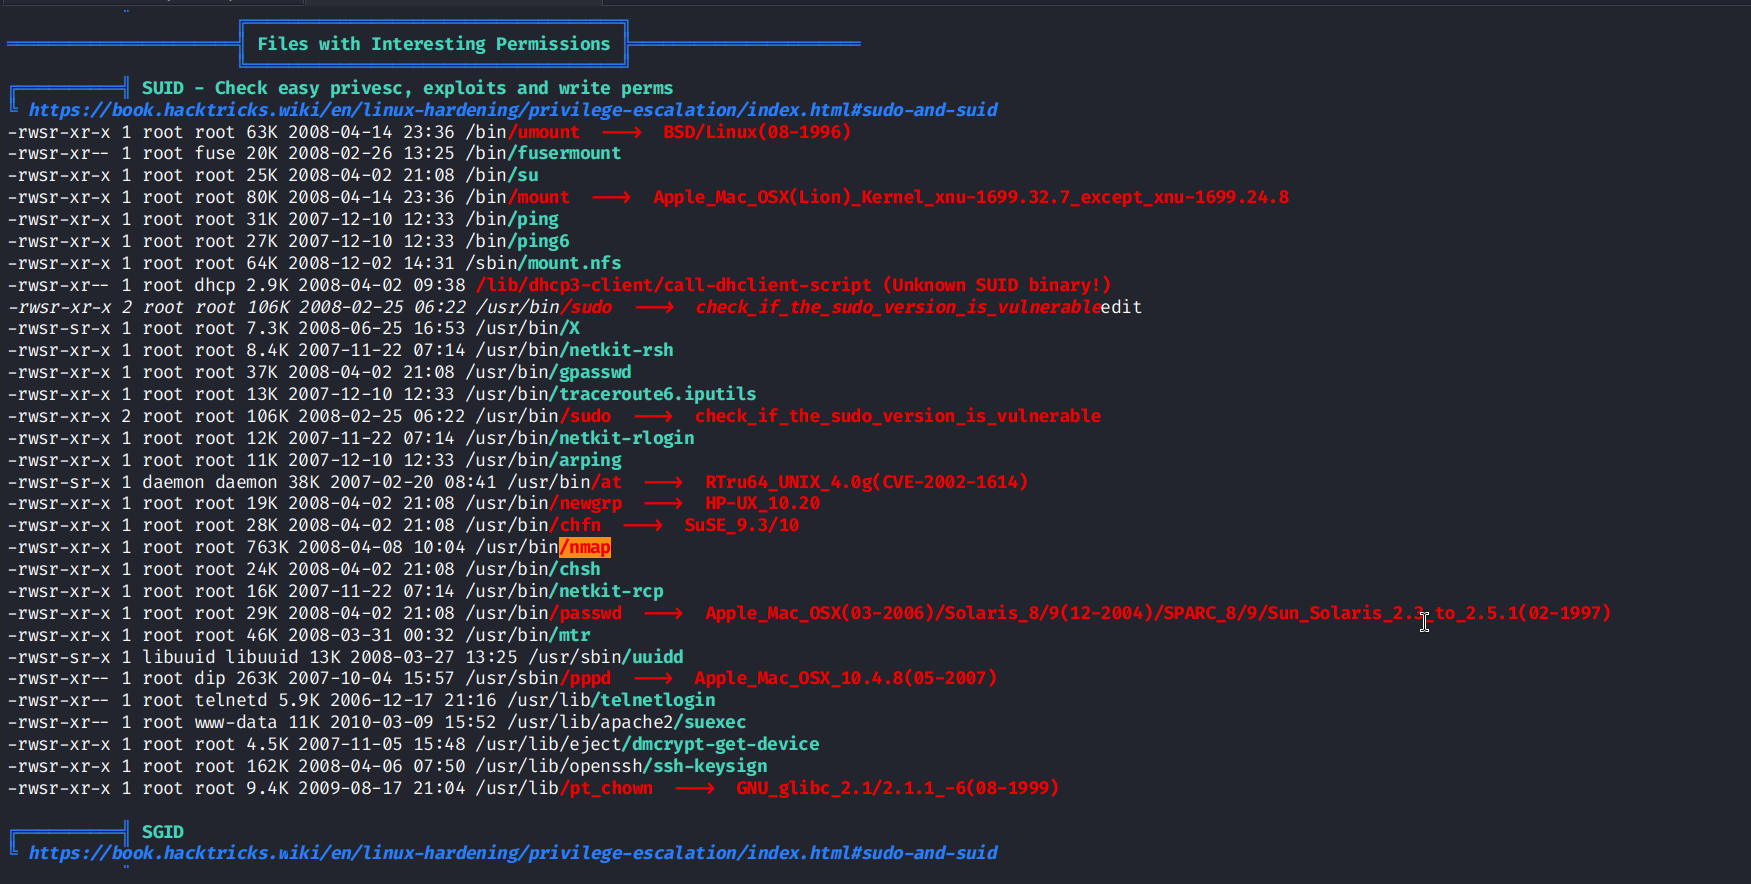 Files with Interesting Permissions
SUID - Check easy privesc, exploits and write perms
https://book.hacktricks.wiki/en/linux-hardening/privilege-escalation/index.html#sudo-and-suid
-rwsr-xr-x 1 root root 63K 2008-04-14 23:36 /bin/umount  --->  BSD/Linux(08-1996)
-rwsr-xr-- 1 root fuse 20K 2008-02-26 13:25 /bin/fusermount
-rwsr-xr-x 1 root root 25K 2008-04-02 21:08 /bin/su
-rwsr-xr-x 1 root root 80K 2008-04-14 23:36 /bin/mount  --->  Apple_Mac_OSX(Lion)_Kernel_xnu-1699.32.7_except_xnu-1699.24.8
-rwsr-xr-x 1 root root 31K 2007-12-10 12:33 /bin/ping
-rwsr-xr-x 1 root root 27K 2007-12-10 12:33 /bin/ping6
-rwsr-xr-x 1 root root 64K 2008-12-02 14:31 /sbin/mount.nfs
-rwsr-xr-- 1 root dhcp 2.9K 2008-04-02 09:38 /lib/dhcp3-client/call-dhclient-script (Unknown SUID binary!)
-rwsr-xr-x 2 root root 106K 2008-02-25 06:22 /usr/bin/sudo  --->  check_if_the_sudo_version_is_vulnerableedit
-rwsr-sr-x 1 root root 7.3K 2008-06-25 16:53 /usr/bin/X
-rwsr-xr-x 1 root root 8.4K 2007-11-22 07:14 /usr/bin/netkit-rsh
-rwsr-xr-x 1 root root 37K 2008-04-02 21:08 /usr/bin/gpasswd
-rwsr-xr-x 1 root root 13K 2007-12-10 12:33 /usr/bin/traceroute6.iputils
-rwsr-xr-x 2 root root 106K 2008-02-25 06:22 /usr/bin/sudo  --->  check_if_the_sudo_version_is_vulnerable
-rwsr-xr-x 1 root root 12K 2007-11-22 07:14 /usr/bin/netkit-rlogin
-rwsr-xr-x 1 root root 11K 2007-12-10 12:33 /usr/bin/arping
-rwsr-sr-x 1 daemon daemon 38K 2007-02-20 08:41 /usr/bin/at  --->  RTru64_UNIX_4.0g(CVE-2002-1614)
-rwsr-xr-x 1 root root 19K 2008-04-02 21:08 /usr/bin/newgrp  --->  HP-UX_10.20
-rwsr-xr-x 1 root root 28K 2008-04-02 21:08 /usr/bin/chfn  --->  SuSE_9.3/10
-rwsr-xr-x 1 root root 763K 2008-04-08 10:04 /usr/bin/nmap
-rwsr-xr-x 1 root root 24K 2008-04-02 21:08 /usr/bin/chsh
-rwsr-xr-x 1 root root 16K 2007-11-22 07:14 /usr/bin/netkit-rcp
-rwsr-xr-x 1 root root 29K 2008-04-02 21:08 /usr/bin/passwd  --->  Apple_Mac_OSX(03-2006)/Solaris_8/9(12-2004)/SPARC_8/9/Sun_Solaris_2.3_to_2.5.1(02-1997)
-rwsr-xr-x 1 root root 46K 2008-03-31 00:32 /usr/bin/mtr
-rwsr-sr-x 1 libuuid libuuid 13K 2008-03-27 13:25 /usr/sbin/uuidd
-rwsr-xr-- 1 root dip 263K 2007-10-04 15:57 /usr/sbin/pppd  --->  Apple_Mac_OSX_10.4.8(05-2007)
-rwsr-xr-- 1 root telnetd 5.9K 2006-12-17 21:16 /usr/lib/telnetlogin
-rwsr-xr-- 1 root www-data 11K 2010-03-09 15:52 /usr/lib/apache2/suexec
-rwsr-xr-x 1 root root 4.5K 2007-11-05 15:48 /usr/lib/eject/dmcrypt-get-device
-rwsr-xr-x 1 root root 162K 2008-04-06 07:50 /usr/lib/openssh/ssh-keysign
-rwsr-xr-x 1 root root 9.4K 2009-08-17 21:04 /usr/lib/pt_chown  --->  GNU_glibc_2.1/2.1.1_-6(08-1999)
SGID
https://book.hacktricks.wiki/en/linux-hardening/privilege-escalation/index.html#sudo-and-suid